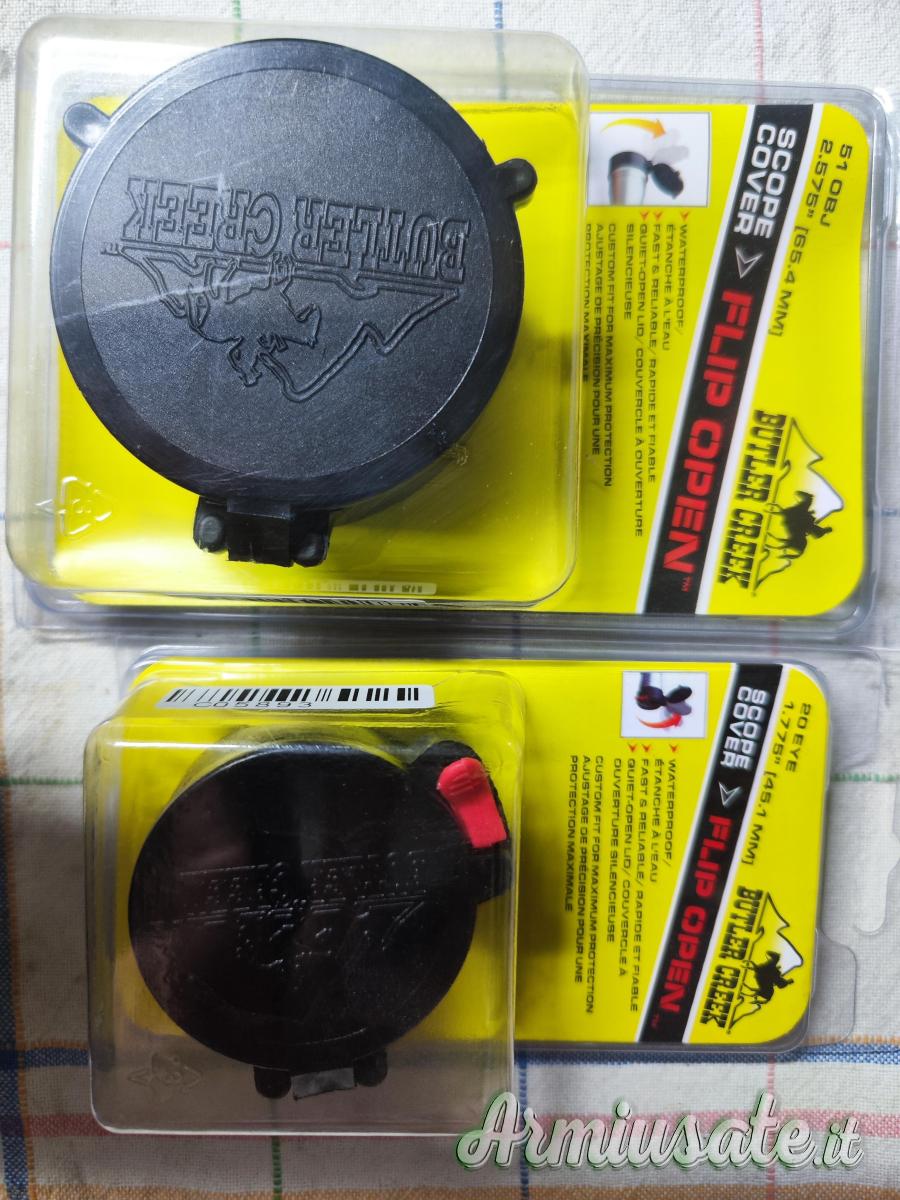 BUTLER CREEK
51 OBJ
2.575" [65.4 MM]
SCOPE
COVER
FLIP OPEN™
BUTLER CREEK®
WATERPROOF/
ÉTANCHE À L'EAU
FAST & RELIABLE/ RAPIDE ET FIABLE
QUIET-OPEN LID/ COUVERCLE À OUVERTURE
SILENCIEUSE
CUSTOM FIT FOR MAXIMUM PROTECTION
AJUSTAGE DE PRÉCISION POUR UNE
PROTECTION MAXIMALE
20 EYE
1.775" [45.1 MM]
SCOPE
COVER
FLIP OPEN™
BUTLER CREEK®
WATERPROOF/
ÉTANCHE À L'EAU
FAST & RELIABLE/ RAPIDE ET FIABLE
QUIET-OPEN LID/ COUVERCLE À
OUVERTURE SILENCIEUSE
CUSTOM FIT FOR MAXIMUM PROTECTION
AJUSTAGE DE PRÉCISION POUR UNE
PROTECTION MAXIMALE
C05893
BUTLER CREEK
Armiusate.it